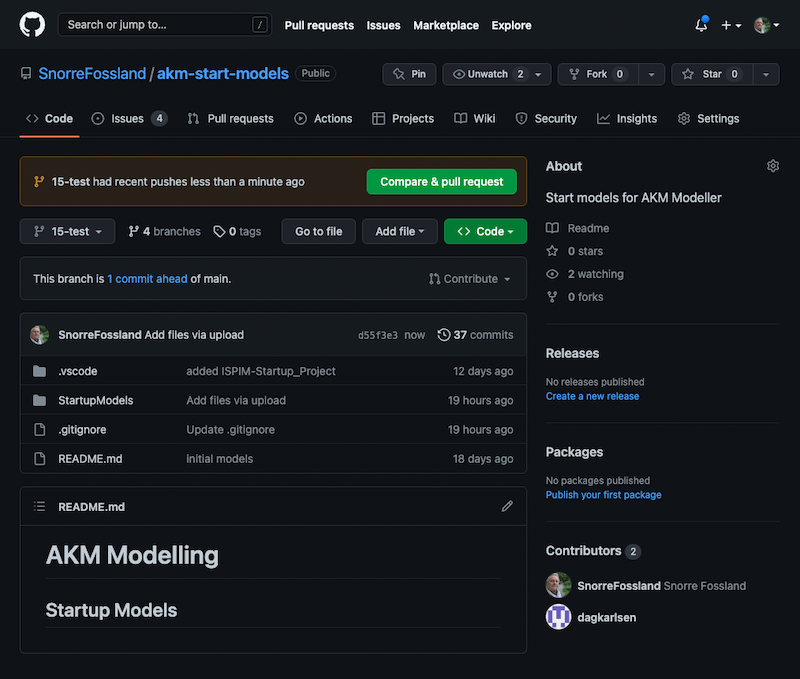 Search or jump to... /
Pull requests Issues Marketplace Explore
SnorreFossland / akm-start-models Public
Pin Unwatch 2 Fork 0 Star 0
Code Issues 4 Pull requests Actions Projects Wiki Security Insights Settings
15-test had recent pushes less than a minute ago Compare & pull request
15-test 4 branches 0 tags Go to file Add file Code
This branch is 1 commit ahead of main. Contribute
SnorreFossland Add files via upload d55f3e3 now 37 commits
.vscode added ISPIM-Startup_Project 12 days ago
StartupModels Add files via upload 19 hours ago
.gitignore Update .gitignore 19 hours ago
README.md initial models 18 days ago
README.md
AKM Modelling
Startup Models
About
Start models for AKM Modeller
Readme
0 stars
2 watching
0 forks
Releases
No releases published
Create a new release
Packages
No packages published
Publish your first package
Contributors 2
SnorreFossland Snorre Fossland
dagkarlsen